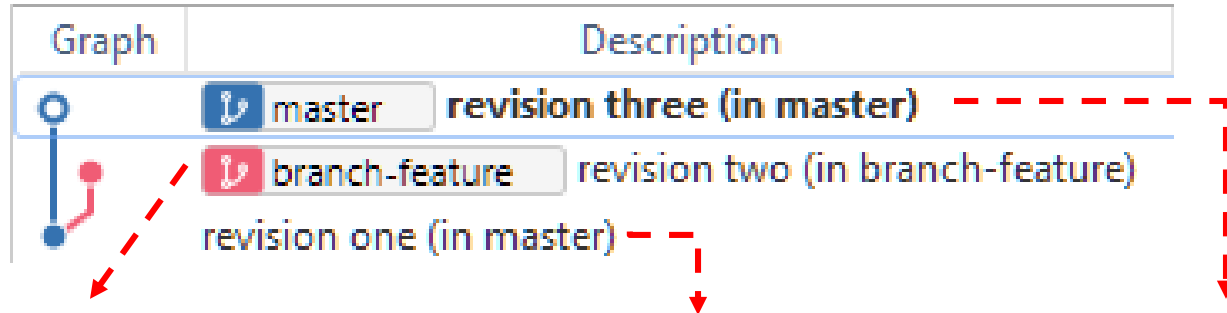 Graph Description
master revision three (in master)
branch-feature revision two (in branch-feature)
revision one (in master)